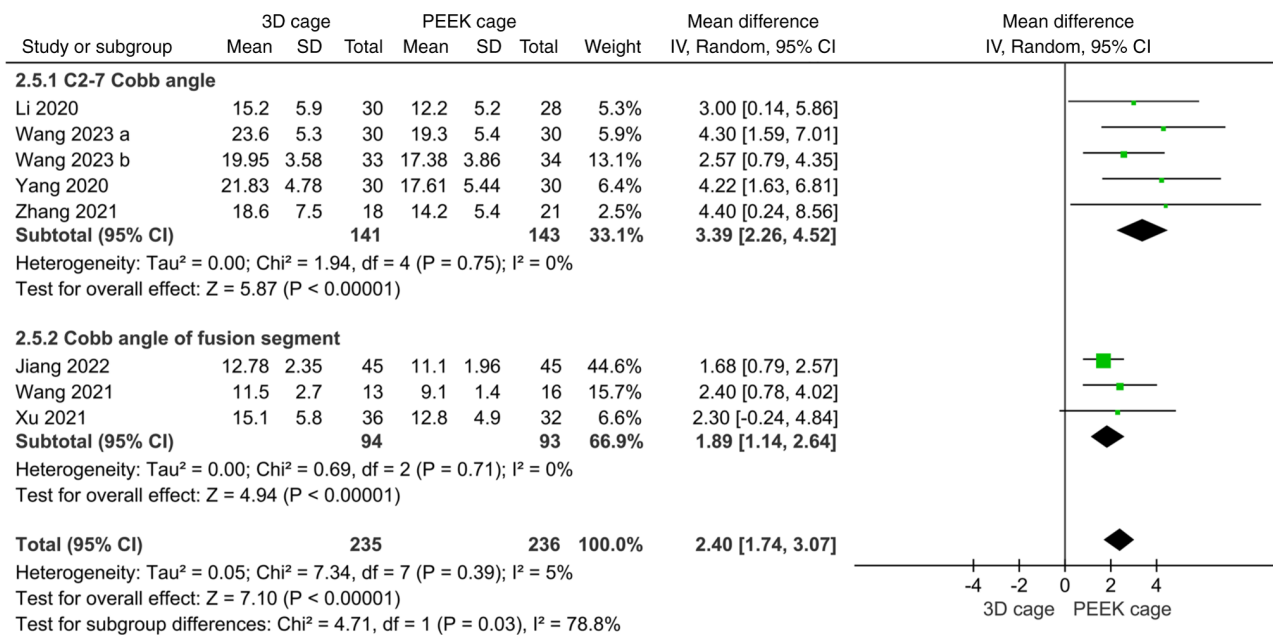 3D cage PEEK cage Mean difference Mean difference
Study or subgroup Mean SD Total Mean SD Total Weight IV, Random, 95% CI IV, Random, 95% CI
2.5.1 C2-7 Cobb angle
Li 2020 15.2 5.9 30 12.2 5.2 28 5.3% 3.00 [0.14, 5.86]
Wang 2023 a 23.6 5.3 30 19.3 5.4 30 5.9% 4.30 [1.59, 7.01]
Wang 2023 b 19.95 3.58 33 17.38 3.86 34 13.1% 2.57 [0.79, 4.35]
Yang 2020 21.83 4.78 30 17.61 5.44 30 6.4% 4.22 [1.63, 6.81]
Zhang 2021 18.6 7.5 18 14.2 5.4 21 2.5% 4.40 [0.24, 8.56]
Subtotal (95% CI) 141 143 33.1% 3.39 [2.26, 4.52]
Heterogeneity: Tau² = 0.00; Chi² = 1.94, df = 4 (P = 0.75); I² = 0%
Test for overall effect: Z = 5.87 (P < 0.00001)
2.5.2 Cobb angle of fusion segment
Jiang 2022 12.78 2.35 45 11.1 1.96 45 44.6% 1.68 [0.79, 2.57]
Wang 2021 11.5 2.7 13 9.1 1.4 16 15.7% 2.40 [0.78, 4.02]
Xu 2021 15.1 5.8 36 12.8 4.9 32 6.6% 2.30 [-0.24, 4.84]
Subtotal (95% CI) 94 93 66.9% 1.89 [1.14, 2.64]
Heterogeneity: Tau² = 0.00; Chi² = 0.69, df = 2 (P = 0.71); I² = 0%
Test for overall effect: Z = 4.94 (P < 0.00001)
Total (95% CI) 235 236 100.0% 2.40 [1.74, 3.07]
Heterogeneity: Tau² = 0.05; Chi² = 7.34, df = 7 (P = 0.39); I² = 5%
Test for overall effect: Z = 7.10 (P < 0.00001)
Test for subgroup differences: Chi² = 4.71, df = 1 (P = 0.03), I² = 78.8%
-4 -2 0 2 4
3D cage PEEK cage